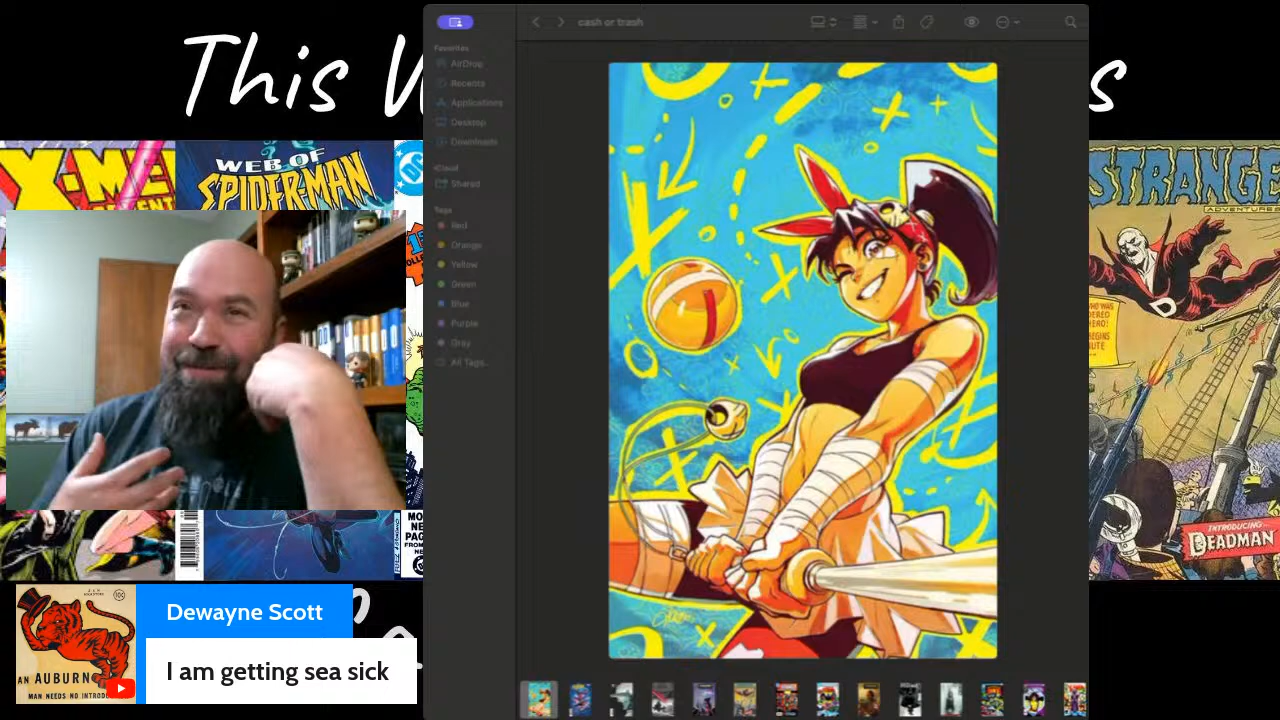 This W
s
cash or trash
Favorites
AirDrop
Recents
Applications
Desktop
Downloads
iCloud
Shared
Tags
Red
Orange
Yellow
Green
Blue
Purple
Gray
All Tags...
X-ME
WEB OF
SPIDER-MAN
STRANGE
ADVENTURES
INTRODUCING...
DEADMAN
Dewayne Scott
I am getting sea sick
AN AUBURN
MAN NEEDS NO INTROD